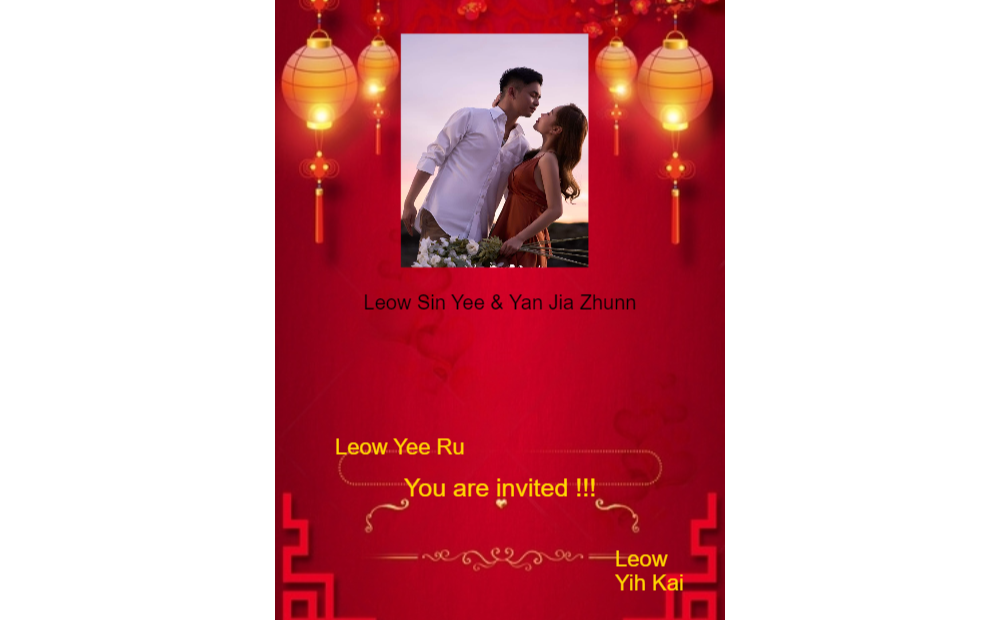 Leow Sin Yee & Yan Jia Zhunn
Leow Yee Ru
You are invited !!!
Leow
Yih Kai